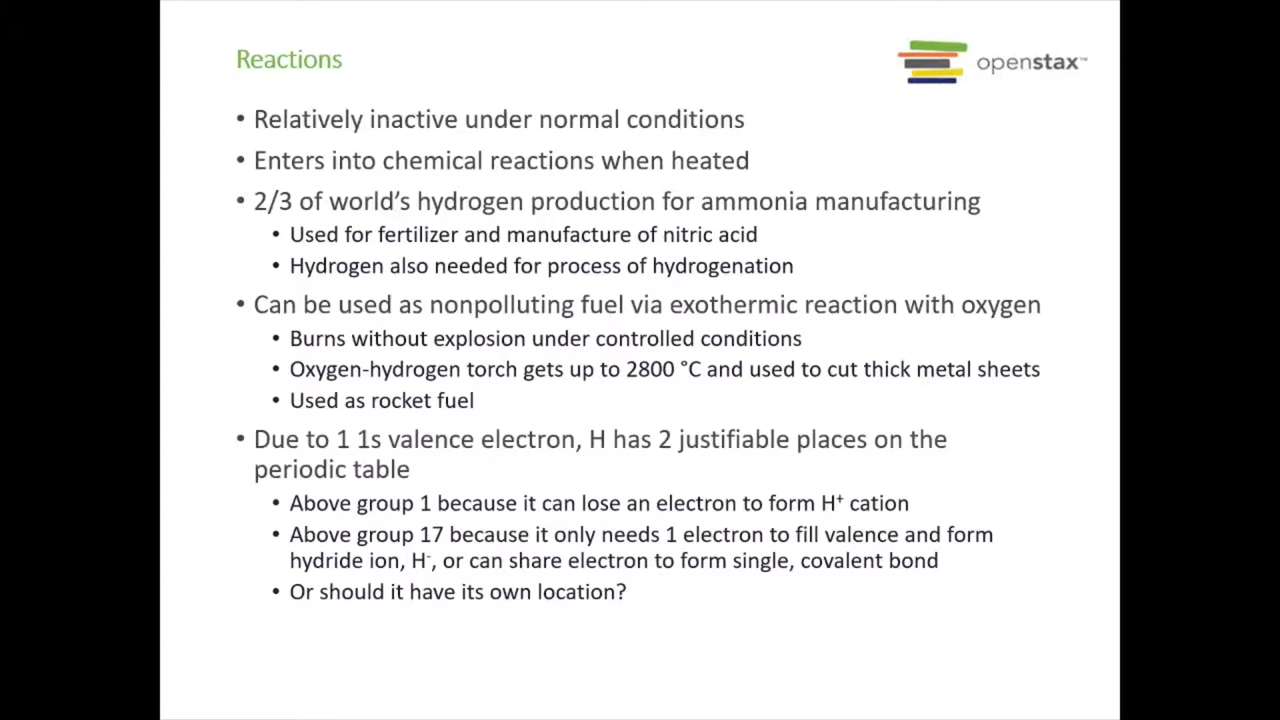 Reactions
openstax™
• Relatively inactive under normal conditions
• Enters into chemical reactions when heated
• 2/3 of world's hydrogen production for ammonia manufacturing
• Used for fertilizer and manufacture of nitric acid
• Hydrogen also needed for process of hydrogenation
• Can be used as nonpolluting fuel via exothermic reaction with oxygen
• Burns without explosion under controlled conditions
• Oxygen-hydrogen torch gets up to 2800 °C and used to cut thick metal sheets
• Used as rocket fuel
• Due to 1 1s valence electron, H has 2 justifiable places on the
periodic table
• Above group 1 because it can lose an electron to form H⁺ cation
• Above group 17 because it only needs 1 electron to fill valence and form
hydride ion, H⁻, or can share electron to form single, covalent bond
• Or should it have its own location?